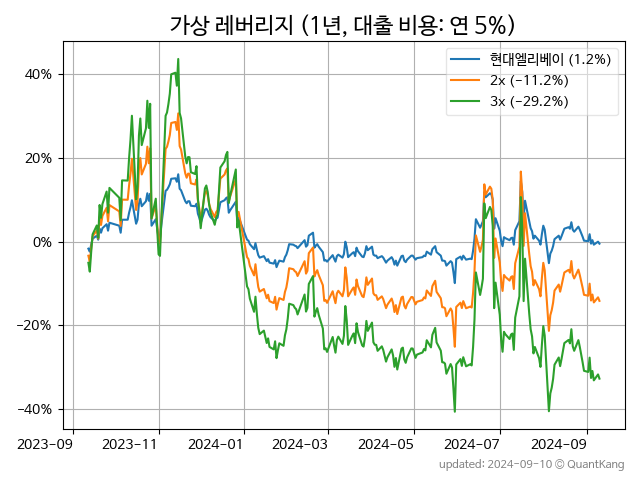 가상 레버리지 (1년, 대출 비용: 연 5%)
현대엘리베이 (1.2%)
2x (−11.2%)
3x (−29.2%)
40%
20%
0%
−20%
−40%
2023-09 2023-11 2024-01 2024-03 2024-05 2024-07 2024-09
updated: 2024-09-10 © QuantKang